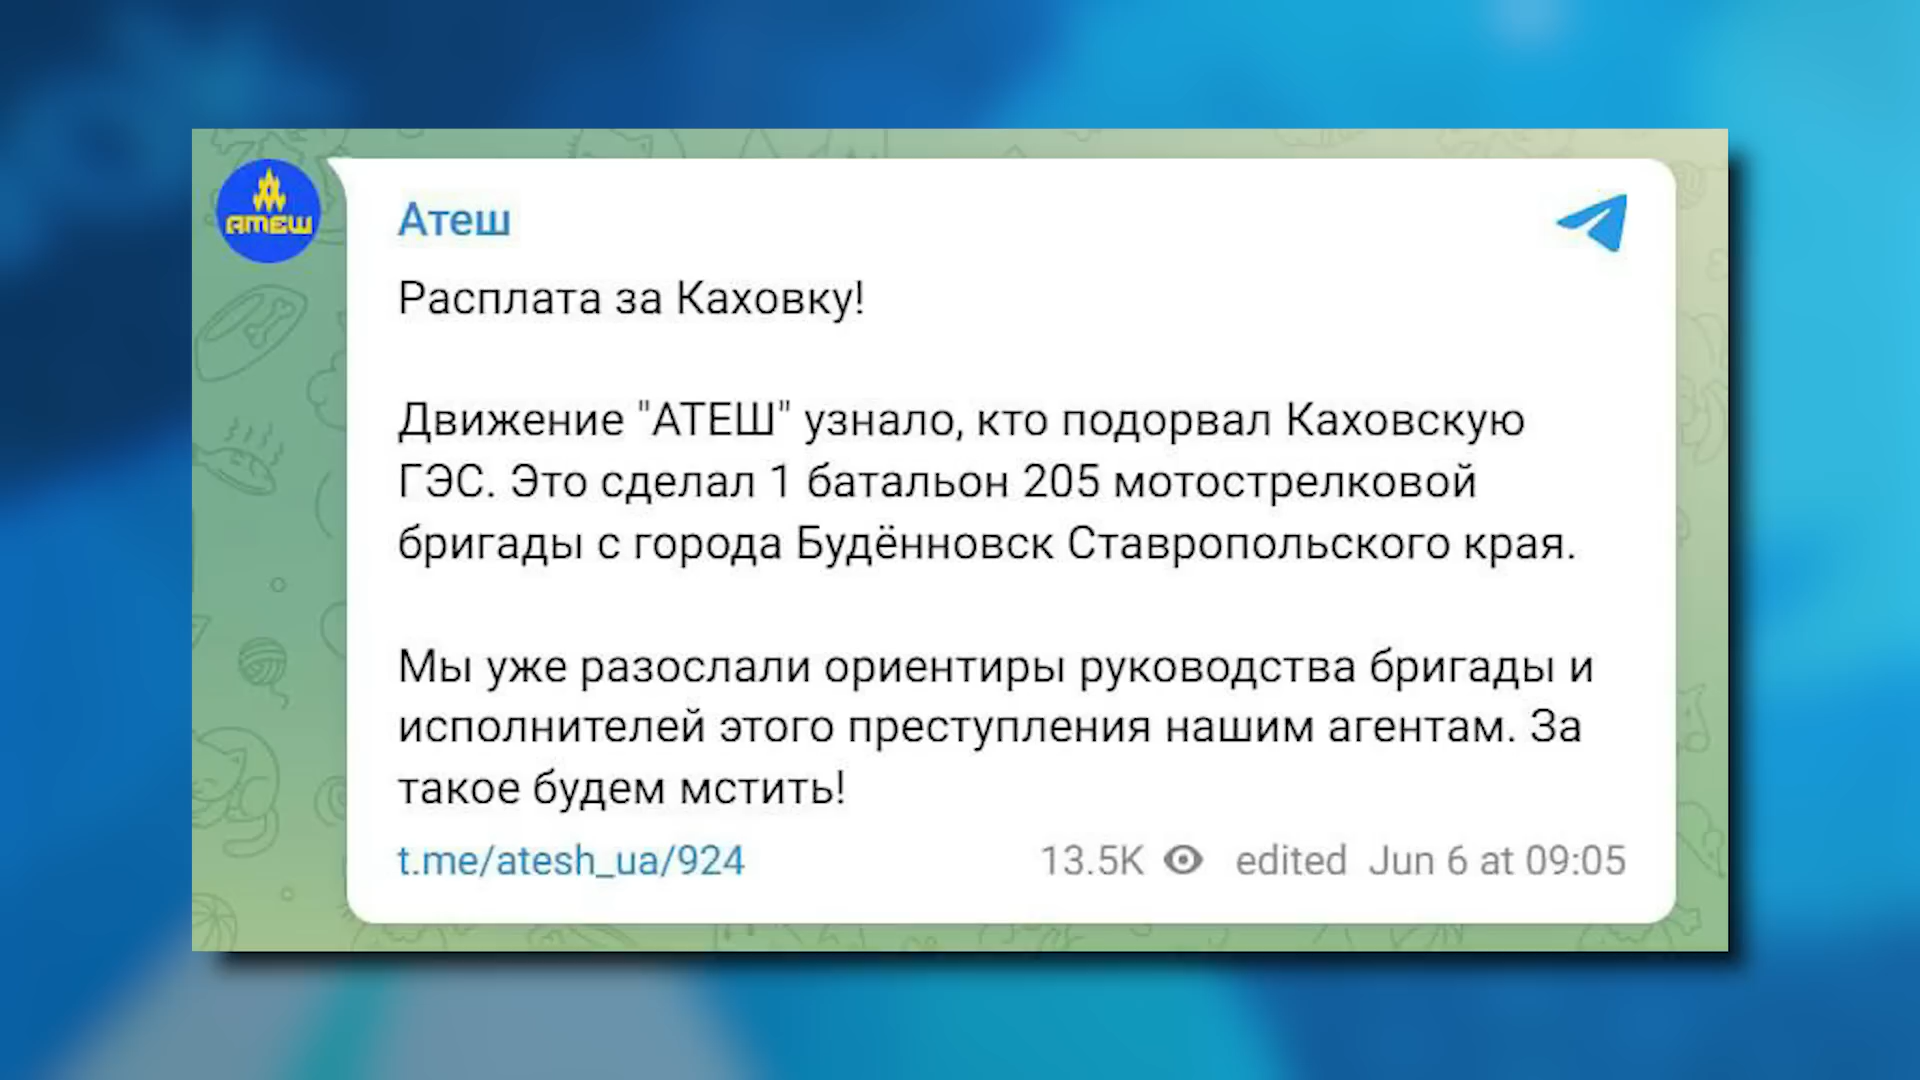 АТЕШ
Атеш
Расплата за Каховку!
Движение "АТЕШ" узнало, кто подорвал Каховскую
ГЭС. Это сделал 1 батальон 205 мотострелковой
бригады с города Будённовск Ставропольского края.
Мы уже разослали ориентиры руководства бригады и
исполнителей этого преступления нашим агентам. За
такое будем мстить!
t.me/atesh_ua/924
13.5K edited Jun 6 at 09:05